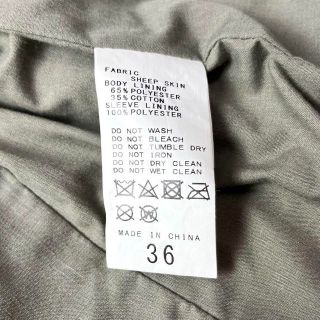 FABRIC
SHEEP SKIN
BODY LINING
65% POLYESTER
35% COTTON
SLEEVE LINING
100% POLYESTER
DO NOT WASH
DO NOT BLEACH
DO NOT TUMBLE DRY
DO NOT IRON
DO NOT DRY CLEAN
DO NOT WET CLEAN
MADE IN CHINA
36